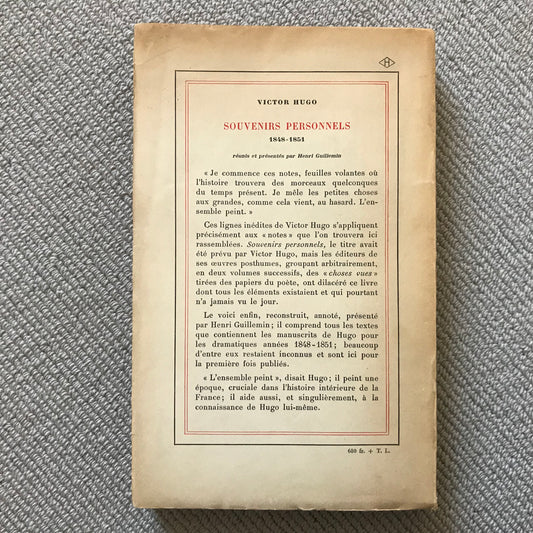 H
VICTOR HUGO
SOUVENIRS PERSONNELS
1848-1851
réunis et présentés par Henri Guillemin
« Je commence ces notes, feuilles volantes où
l'histoire trouvera des morceaux quelconques
du temps présent. Je mêle les petites choses
aux grandes, comme cela vient, au hasard. L'en-
semble peint. »
Ces lignes inédites de Victor Hugo s'appliquent
précisément aux « notes » que l'on trouvera ici
rassemblées. Souvenirs personnels, le titre avait
été prévu par Victor Hugo, mais les éditeurs de
ses œuvres posthumes, groupant arbitrairement,
en deux volumes successifs, des « choses vues »
tirées des papiers du poète, ont dilacéré ce livre
dont tous les éléments existaient et qui pourtant
n'a jamais vu le jour.
Le voici enfin, reconstruit, annoté, présenté
par Henri Guillemin ; il comprend tous les textes
que contiennent les manuscrits de Hugo pour
les dramatiques années 1848-1851 ; beaucoup
d'entre eux restaient inconnus et sont ici pour
la première fois publiés.
« L'ensemble peint », disait Hugo ; il peint une
époque, cruciale dans l'histoire intérieure de la
France ; il aide aussi, et singulièrement, à la
connaissance de Hugo lui-même.
600 fr. + T. L.